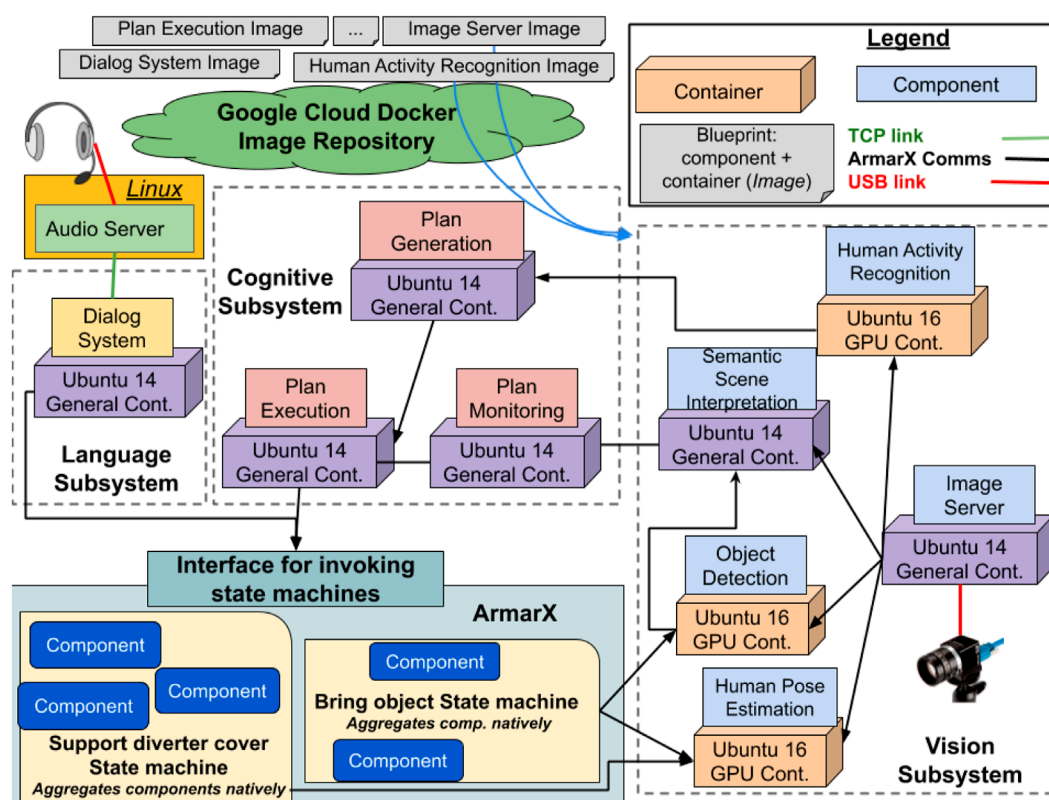 Plan Execution Image
...
Image Server Image
Dialog System Image
Human Activity Recognition Image
Google Cloud Docker
Image Repository
Legend
Container
Component
Blueprint:
component +
container (Image)
TCP link
ArmarX Comms
USB link
Linux
Audio Server
Dialog
System
Ubuntu 14
General Cont.
Language
Subsystem
Cognitive
Subsystem
Plan
Generation
Ubuntu 14
General Cont.
Plan
Execution
Ubuntu 14
General Cont.
Plan
Monitoring
Ubuntu 14
General Cont.
Human Activity
Recognition
Ubuntu 16
GPU Cont.
Semantic
Scene
Interpretation
Ubuntu 14
General Cont.
Image
Server
Ubuntu 14
General Cont.
Object
Detection
Ubuntu 16
GPU Cont.
Human Pose
Estimation
Ubuntu 16
GPU Cont.
Vision
Subsystem
Interface for invoking
state machines
ArmarX
Component
Component
Component
Support diverter cover
State machine
Aggregates components natively
Component
Bring object State machine
Aggregates comp. natively
Component